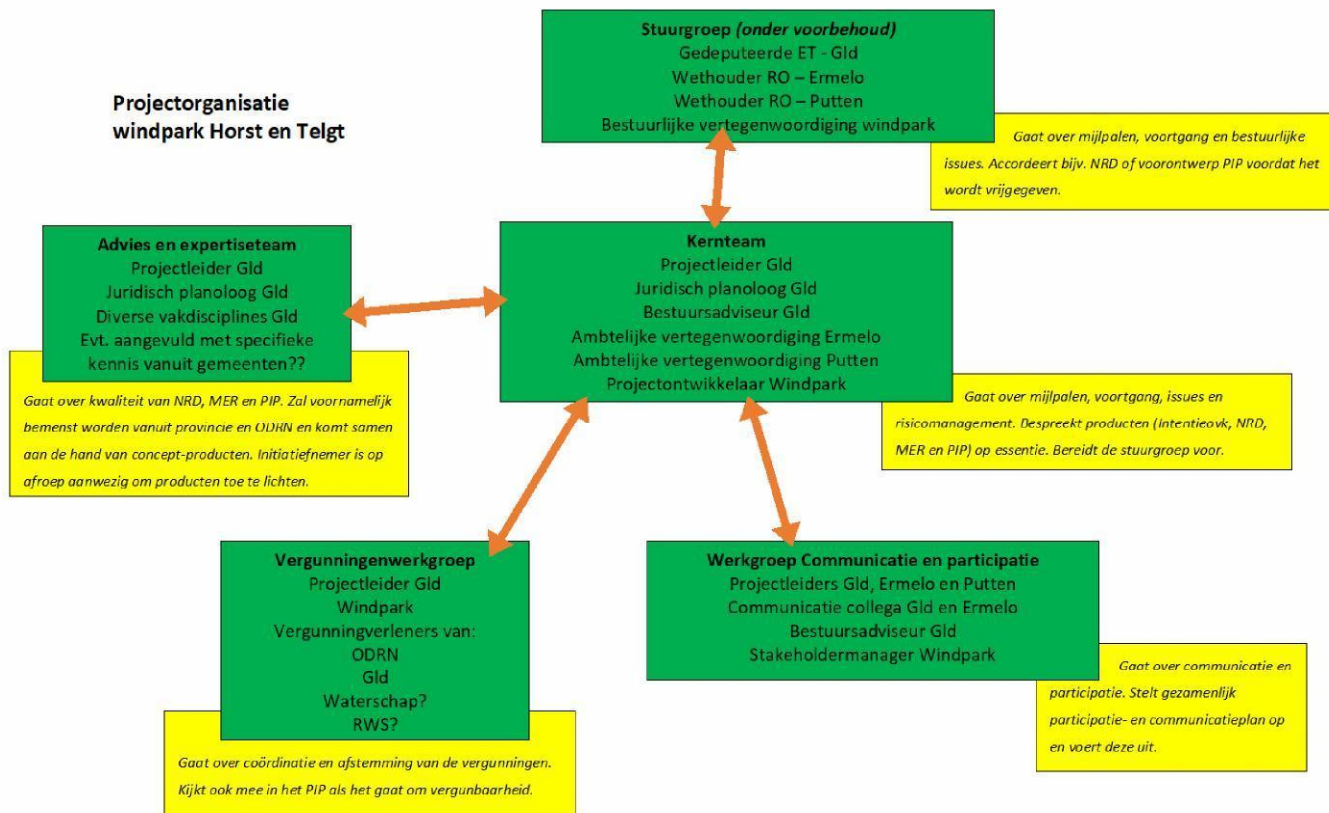 Projectorganisatie
windpark Horst en Telgt
Stuurgroep (onder voorbehoud)
Gedeputeerde ET - Gld
Wethouder RO – Ermelo
Wethouder RO – Putten
Bestuurlijke vertegenwoordiging windpark
Gaat over mijlpalen, voortgang en bestuurlijke
issues. Accordeert bijv. NRD of voorontwerp PIP voordat het
wordt vrijgegeven.
Advies en expertiseteam
Projectleider Gld
Juridisch planoloog Gld
Diverse vakdisciplines Gld
Evt. aangevuld met specifieke
kennis vanuit gemeenten??
Gaat over kwaliteit van NRD, MER en PIP. Zal voornamelijk
bemenst worden vanuit provincie en ODRN en komt samen
aan de hand van concept-producten. Initiatiefnemer is op
afroep aanwezig om producten toe te lichten.
Kernteam
Projectleider Gld
Juridisch planoloog Gld
Bestuursadviseur Gld
Ambtelijke vertegenwoordiging Ermelo
Ambtelijke vertegenwoordiging Putten
Projectontwikkelaar Windpark
Gaat over mijlpalen, voortgang, issues en
risicomanagement. Bespreekt producten (Intentieovk, NRD,
MER en PIP) op essentie. Bereidt de stuurgroep voor.
Vergunningenwerkgroep
Projectleider Gld
Windpark
Vergunningverleners van:
ODRN
Gld
Waterschap?
RWS?
Gaat over coördinatie en afstemming van de vergunningen.
Kijkt ook mee in het PIP als het gaat om vergunbaarheid.
Werkgroep Communicatie en participatie
Projectleiders Gld, Ermelo en Putten
Communicatie collega Gld en Ermelo
Bestuursadviseur Gld
Stakeholdermanager Windpark
Gaat over communicatie en
participatie. Stelt gezamenlijk
participatie- en communicatieplan op
en voert deze uit.